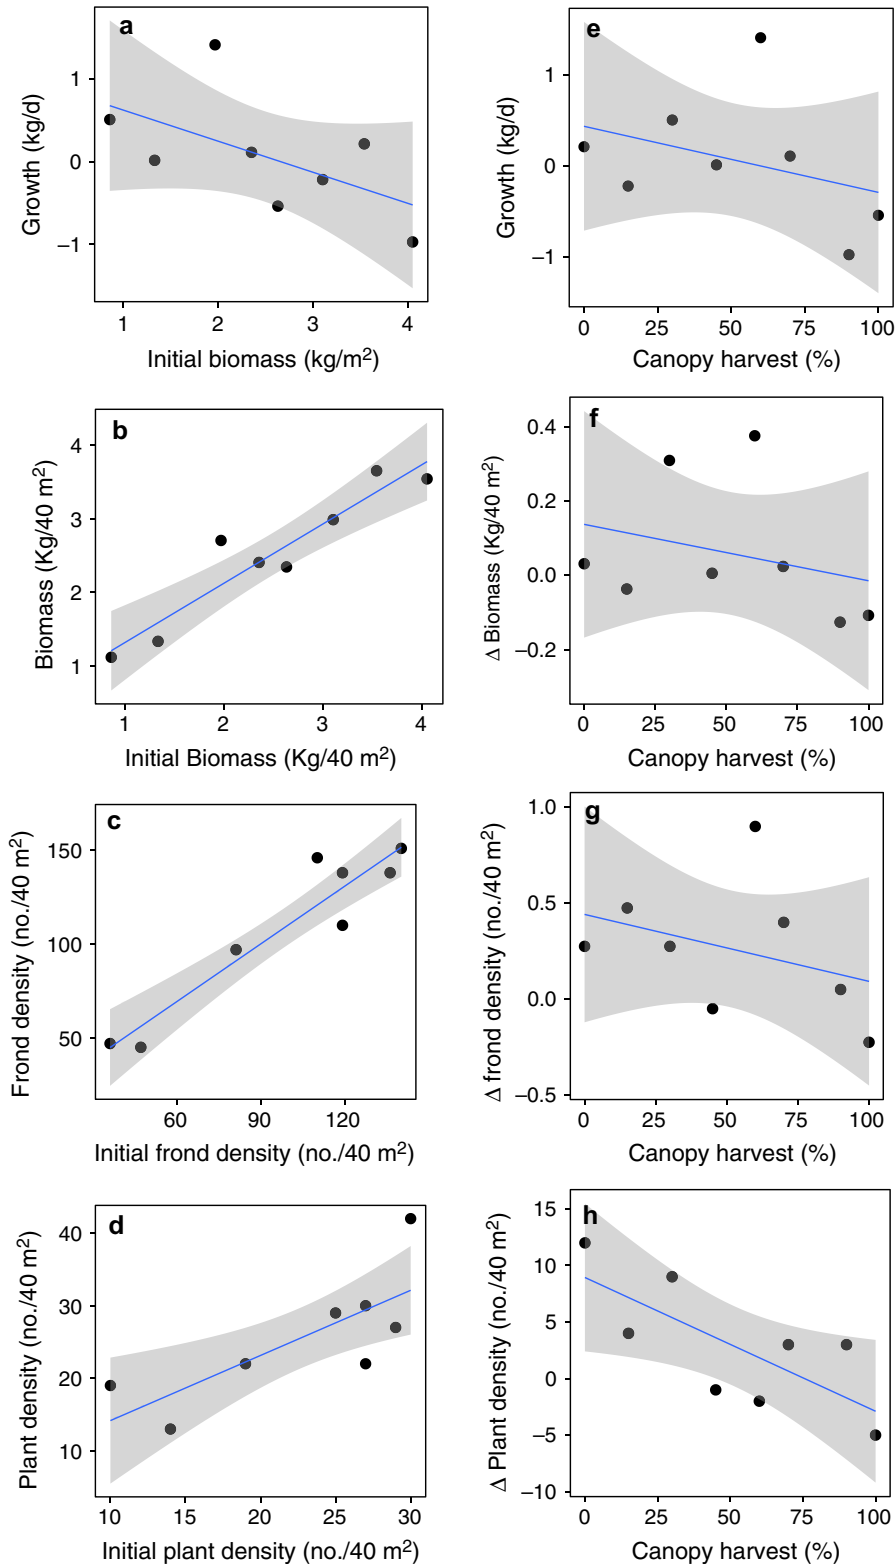 a
Growth (kg/d)
1
0
−1
1 2 3 4
Initial biomass (kg/m²)
e
Growth (kg/d)
1
0
−1
0 25 50 75 100
Canopy harvest (%)
b
Biomass (Kg/40 m²)
4
3
2
1
1 2 3 4
Initial Biomass (Kg/40 m²)
f
Δ Biomass (Kg/40 m²)
0.4
0.2
0.0
−0.2
0 25 50 75 100
Canopy harvest (%)
c
Frond density (no./40 m²)
150
100
50
60 90 120
Initial frond density (no./40 m²)
g
Δ frond density (no./40 m²)
1.0
0.5
0.0
−0.5
0 25 50 75 100
Canopy harvest (%)
d
Plant density (no./40 m²)
40
30
20
10
10 15 20 25 30
Initial plant density (no./40 m²)
h
Δ Plant density (no./40 m²)
15
10
5
0
−5
−10
0 25 50 75 100
Canopy harvest (%)